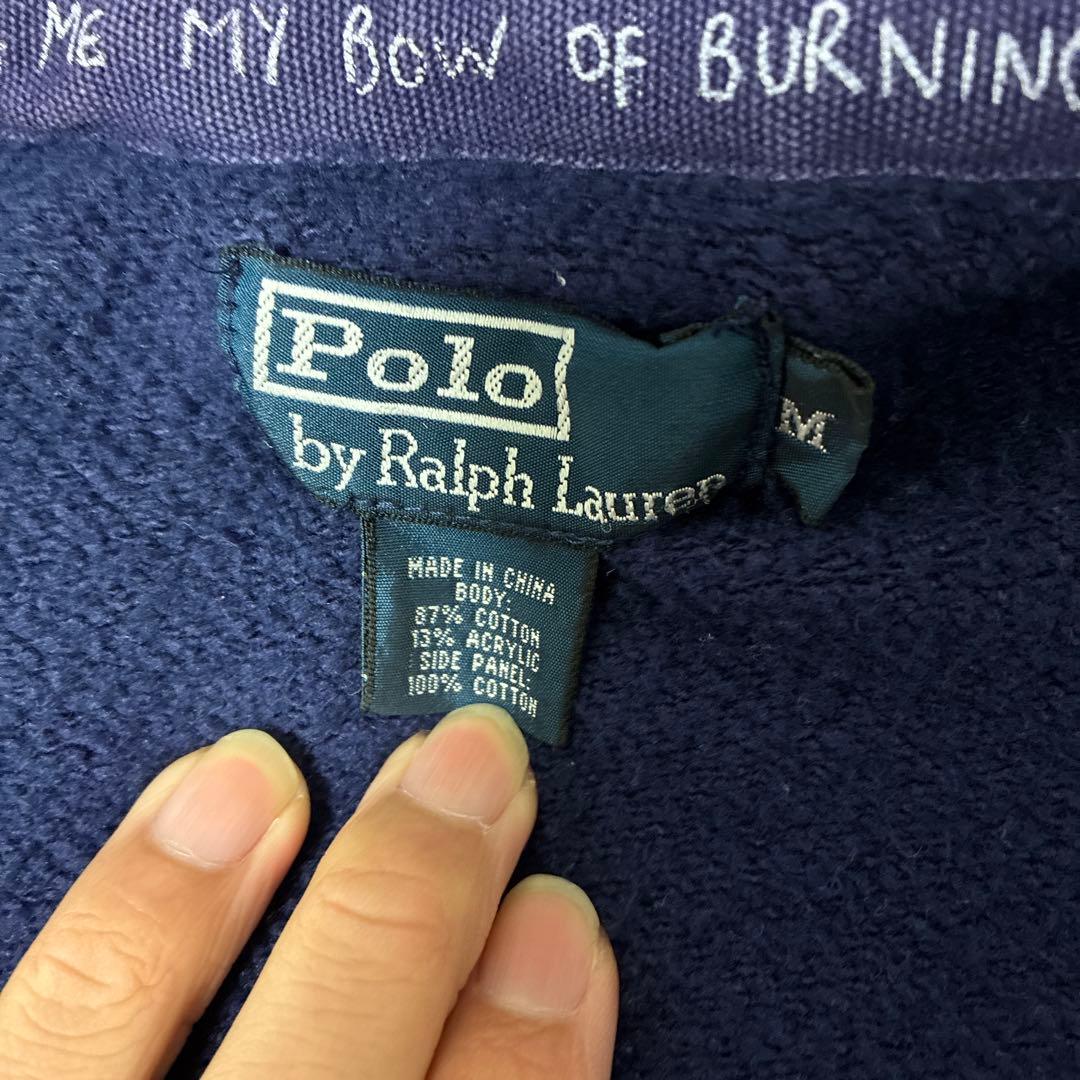 ME MY BOW OF BURNING
Polo
by Ralph Lauren
M
MADE IN CHINA
BODY:
87% COTTON
13% ACRYLIC
SIDE PANEL:
100% COTTON